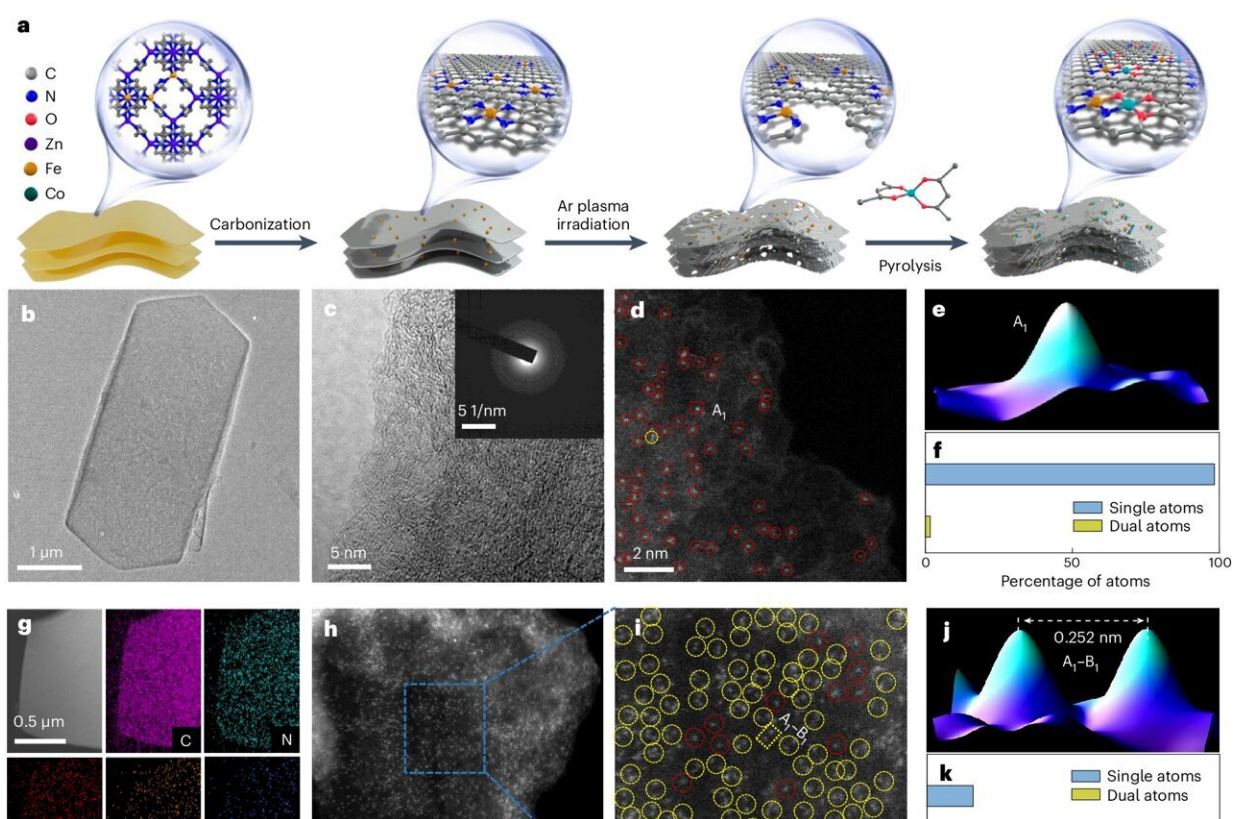 a
C
N
O
Zn
Fe
Co
Carbonization
Ar plasma
irradiation
Pyrolysis
b
1 µm
c
5 1/nm
5 nm
d
A1
2 nm
e
A1
f
Single atoms
Dual atoms
0
50
100
Percentage of atoms
g
0.5 µm
C
N
h
i
A1–B1
j
0.252 nm
A1–B1
k
Single atoms
Dual atoms